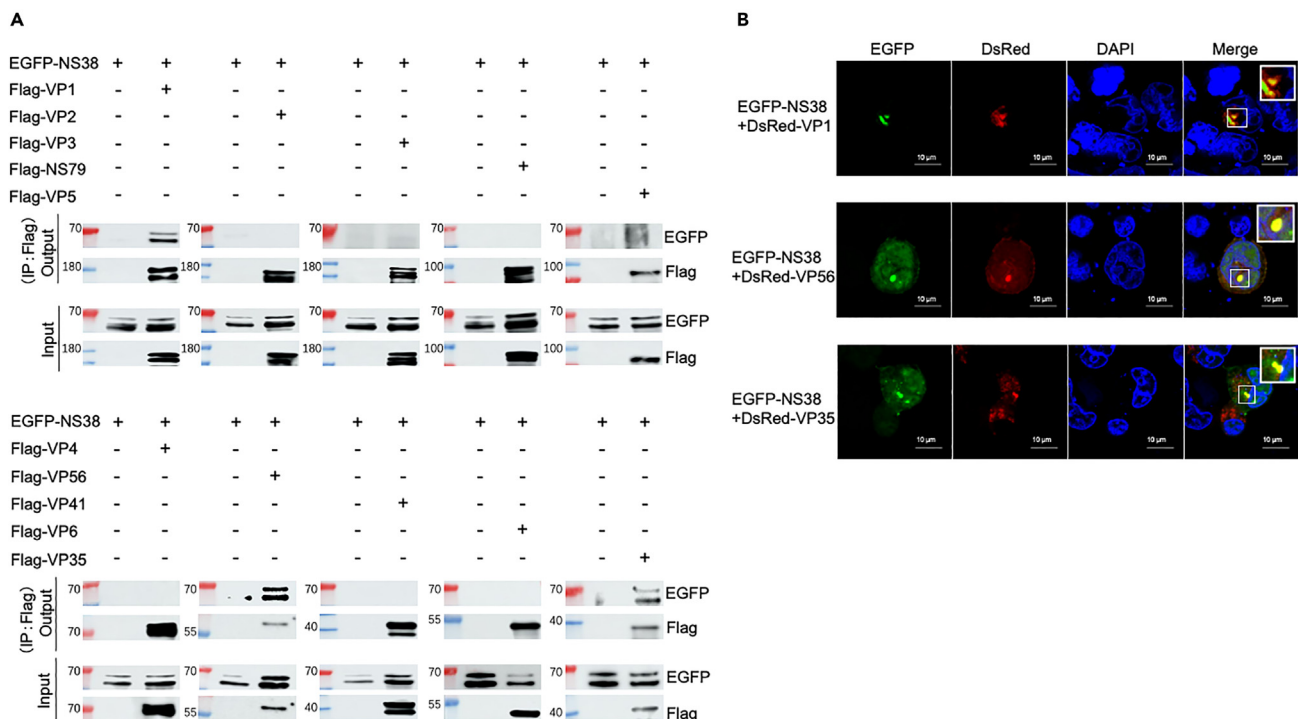 A
EGFP-NS38 + + + + + + + + + +
Flag-VP1 - + - - - - - - - -
Flag-VP2 - - - + - - - - - -
Flag-VP3 - - - - - + - - - -
Flag-NS79 - - - - - - - + - -
Flag-VP5 - - - - - - - - - +
(IP: Flag) Output
70 70 70 70 70 EGFP
180 180 180 100 100 Flag
Input
70 70 70 70 70 EGFP
180 180 180 100 100 Flag
EGFP-NS38 + + + + + + + + + +
Flag-VP4 - + - - - - - - - -
Flag-VP56 - - - + - - - - - -
Flag-VP41 - - - - - + - - - -
Flag-VP6 - - - - - - - + - -
Flag-VP35 - - - - - - - - - +
(IP: Flag) Output
70 70 70 70 70 EGFP
70 55 40 55 40 Flag
Input
70 70 70 70 70 EGFP
70 55 40 55 40 Flag
B
EGFP DsRed DAPI Merge
EGFP-NS38
+DsRed-VP1
10 μm 10 μm 10 μm 10 μm
EGFP-NS38
+DsRed-VP56
10 μm 10 μm 10 μm 10 μm
EGFP-NS38
+DsRed-VP35
10 μm 10 μm 10 μm 10 μm